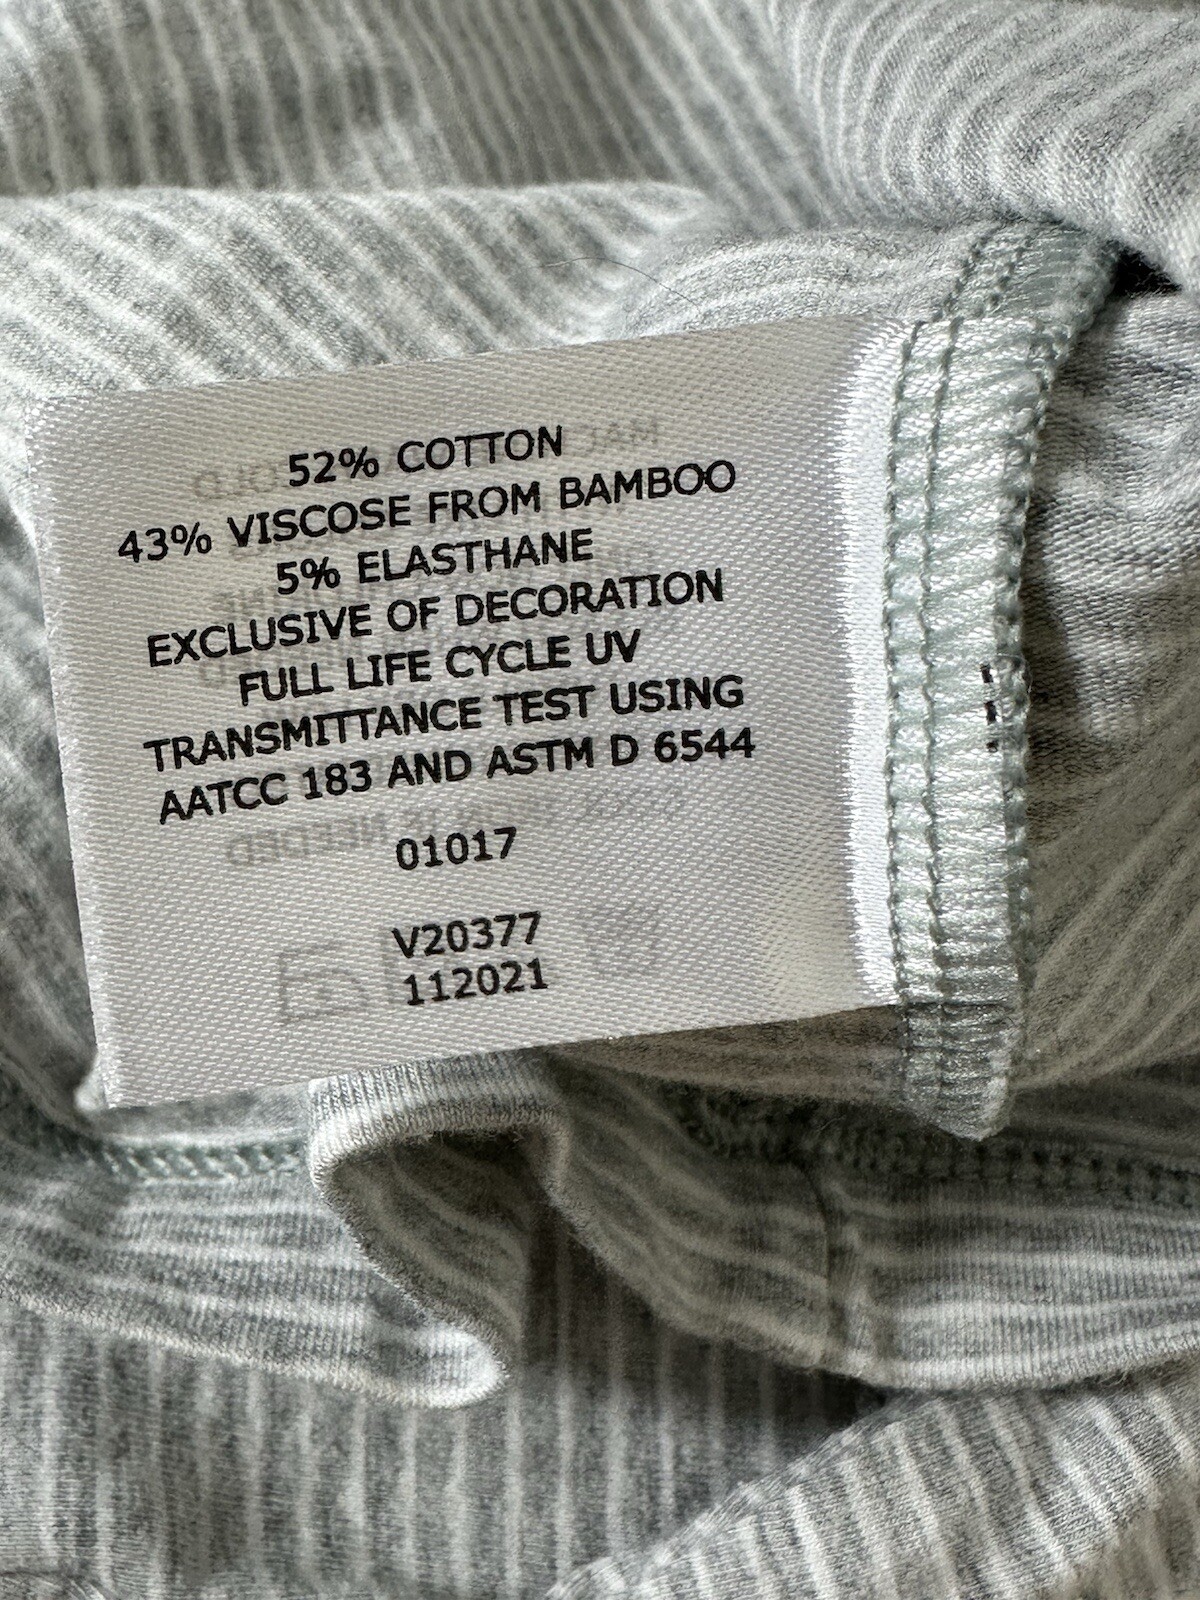 52% COTTON
43% VISCOSE FROM BAMBOO
5% ELASTHANE
EXCLUSIVE OF DECORATION
FULL LIFE CYCLE UV
TRANSMITTANCE TEST USING
AATCC 183 AND ASTM D 6544
01017
V20377
112021